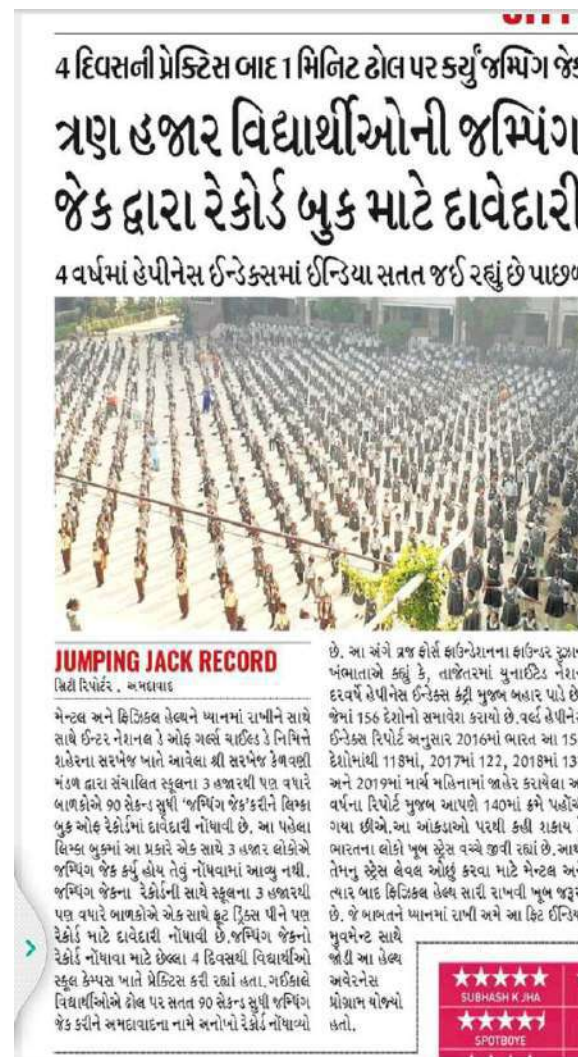 4 દિવસની પ્રેક્ટિસ બાદ 1 મિનિટ ઢોલ પર કર્યું જમ્પિંગ જેક
ત્રણ હજાર વિદ્યાર્થીઓની જમ્પિંગ
જેક દ્વારા રેકોર્ડ બુક માટે દાવેદારી
4 વર્ષમાં હેપીનેસ ઈન્ડેક્સમાં ઈન્ડિયા સતત જઈ રહ્યું છે પાછળ
JUMPING JACK RECORD
સિટી રિપોર્ટર . અમદાવાદ
મેન્ટલ અને ફિઝિકલ હેલ્થને ધ્યાનમાં રાખીને સાથે
સાથે ઈન્ટર નેશનલ ડે ઓફ ગર્લ્સ ચાઈલ્ડ ડે નિમિત્તે
શહેરના સરખેજ ખાતે આવેલા શ્રી સરખેજ કેળવણી
મંડળ દ્વારા સંચાલિત સ્કૂલના 3 હજારથી પણ વધારે
બાળકોએ 90 સેકન્ડ સુધી 'જમ્પિંગ જેક'કરીને લિમ્કા
બુક ઓફ રેકોર્ડમાં દાવેદારી નોંધાવી છે. આ પહેલા
લિમ્કા બુકમાં આ પ્રકારે એક સાથે 3 હજાર લોકોએ
જમ્પિંગ જેક કર્યું હોય તેવું નોંધવામાં આવ્યુ નથી.
જમ્પિંગ જેકના રેકોર્ડની સાથે સ્કૂલના 3 હજારથી
પણ વધારે બાળકોએ એક સાથે ફ્રૂટ ડ્રિંક્સ પીને પણ
રેકોર્ડ માટે દાવેદારી નોંધાવી છે.જમ્પિંગ જેકનો
રેકોર્ડ નોંધાવા માટે છેલ્લા 4 દિવસથી વિદ્યાર્થીઓ
સ્કૂલ કેમ્પસ ખાતે પ્રેક્ટિસ કરી રહ્યાં હતા.ગઈકાલે
વિદ્યાર્થીઓએ ઢોલ પર સતત 90 સેકન્ડ સુધી જમ્પિંગ
જેક કરીને અમદાવાદના નામે અનોખો રેકોર્ડ નોંધાવ્યો
છે. આ અંગે વ્રજ ફોર્સ ફાઉન્ડેશનના ફાઉન્ડર રુઝાન
ખંભાતાએ કહ્યું કે, તાજેતરમાં યુનાઈટેડ નેશન
દરવર્ષે હેપીનેસ ઈન્ડેક્સ કંટ્રી મુજબ બહાર પાડે છે
જેમાં 156 દેશોનો સમાવેશ કરાયો છે.વર્લ્ડ હેપીનેસ
ઈન્ડેક્સ રિપોર્ટ અનુસાર 2016માં ભારત આ 15
દેશોમાંથી 118માં, 2017માં 122, 2018માં 13
અને 2019માં માર્ચ મહિનામાં જાહેર કરાયેલા આ
વર્ષના રિપોર્ટ મુજબ આપણે 140માં ક્રમે પહોંચી
ગયા છીએ.આ આંકડાઓ પરથી કહી શકાય કે
ભારતના લોકો ખૂબ સ્ટ્રેસ વચ્ચે જીવી રહ્યાં છે.આથી
તેમનુ સ્ટ્રેસ લેવલ ઓછું કરવા માટે મેન્ટલ અને
ત્યાર બાદ ફિઝિકલ હેલ્થ સારી રાખવી ખૂબ જરૂરી
છે. જે બાબતને ધ્યાનમાં રાખી અમે આ ફિટ ઈન્ડિયા
મુવમેન્ટ સાથે
જોડી આ હેલ્થ
અવેરનેસ
પ્રોગ્રામ યોજ્યો
હતો.
SUBHASH K JHA
SPOTBOYE